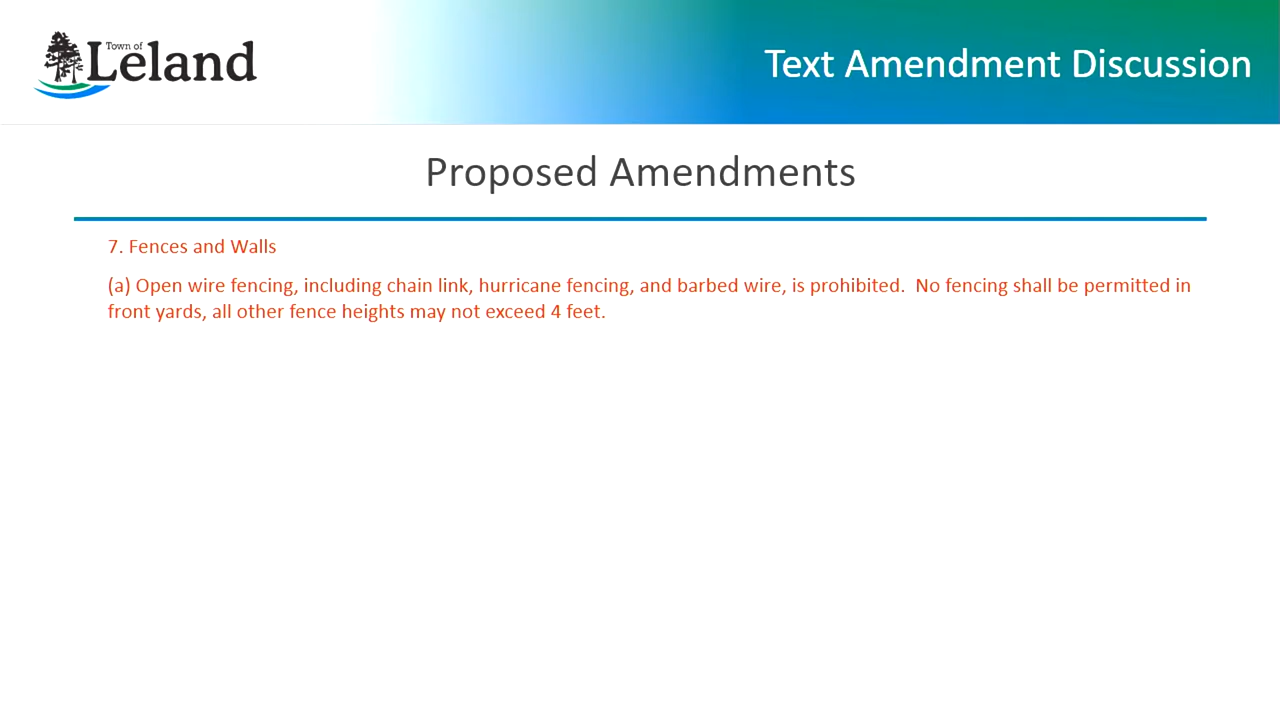 Town of
Leland
Text Amendment Discussion
Proposed Amendments
7. Fences and Walls
(a) Open wire fencing, including chain link, hurricane fencing, and barbed wire, is prohibited.  No fencing shall be permitted in
front yards, all other fence heights may not exceed 4 feet.